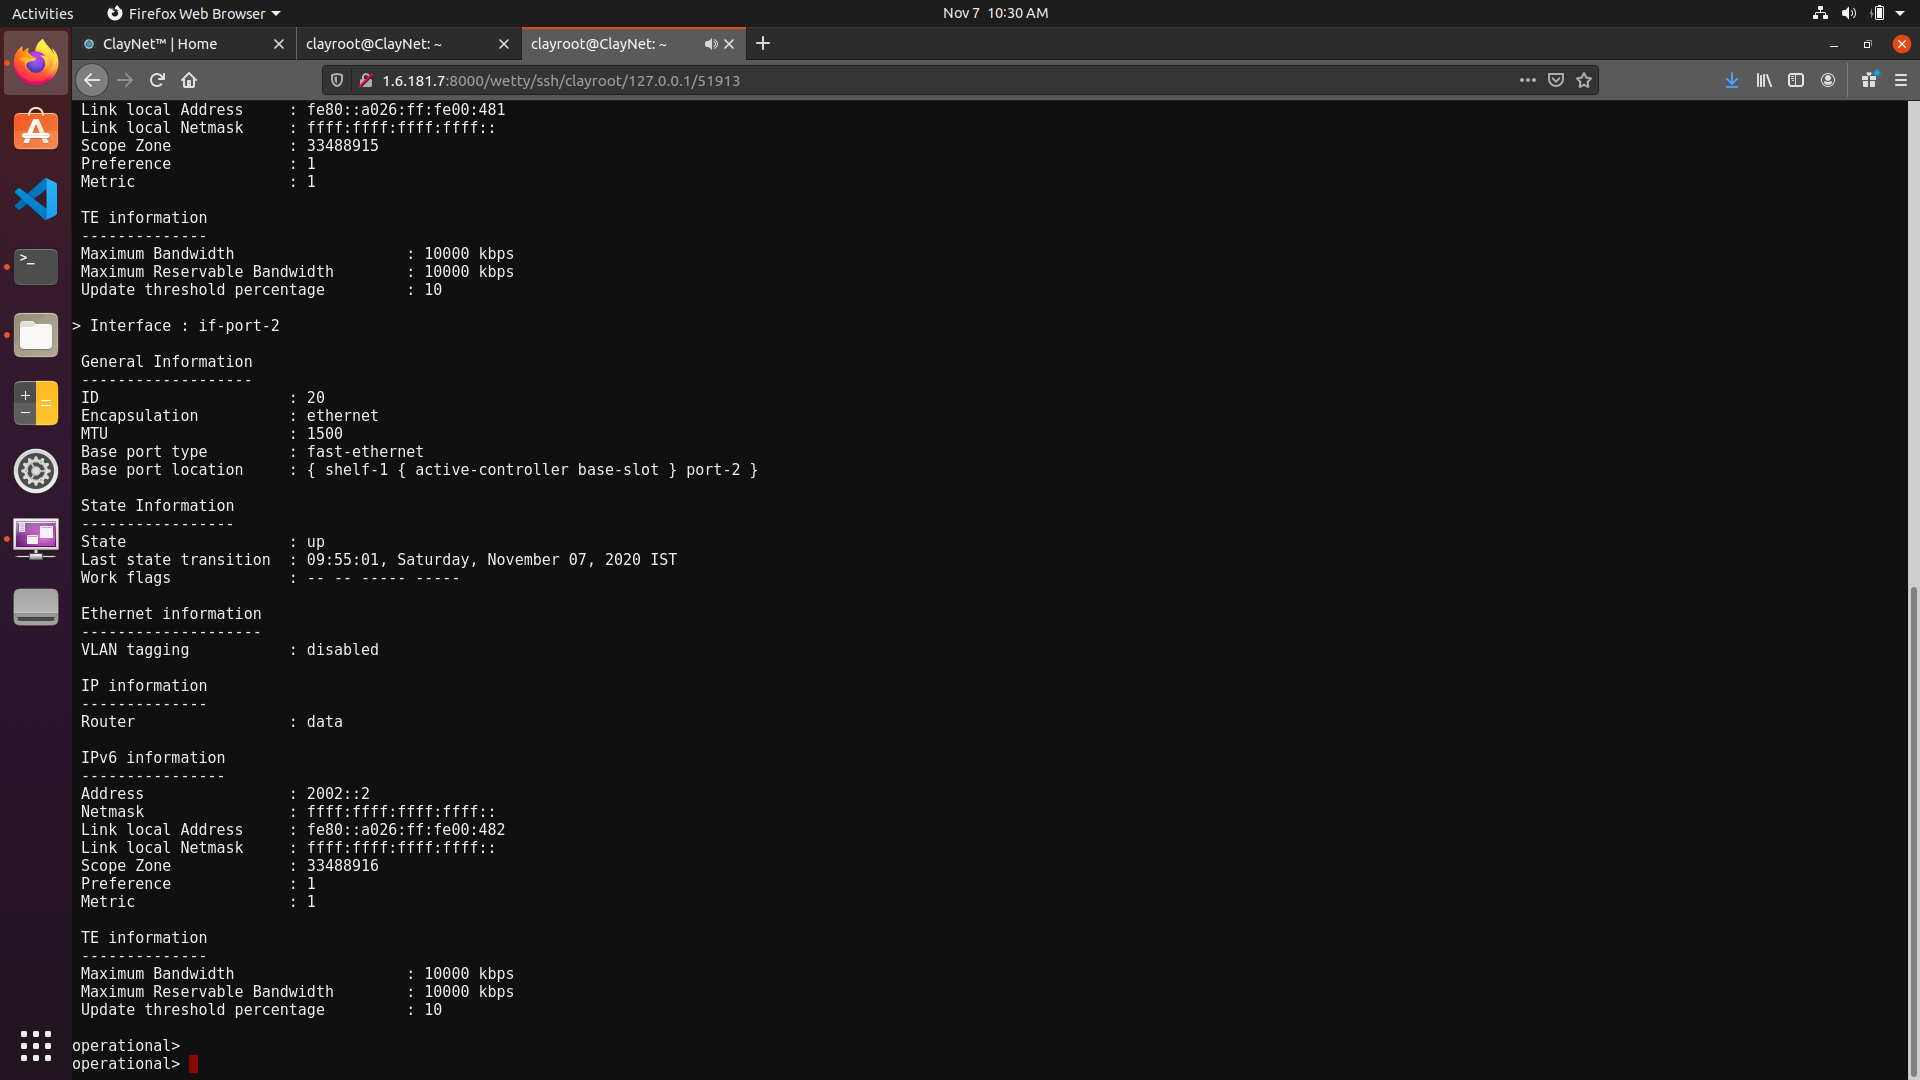 Activities
Firefox Web Browser
Nov 7 10:30 AM
ClayNet™ | Home
clayroot@ClayNet: ~
clayroot@ClayNet: ~
1.6.181.7:8000/wetty/ssh/clayroot/127.0.0.1/51913
Link local Address : fe80::a026:ff:fe00:481
Link local Netmask : ffff:ffff:ffff:ffff::
Scope Zone : 33488915
Preference : 1
Metric : 1
TE information
--------------
Maximum Bandwidth : 10000 kbps
Maximum Reservable Bandwidth : 10000 kbps
Update threshold percentage : 10
> Interface : if-port-2
General Information
-------------------
ID : 20
Encapsulation : ethernet
MTU : 1500
Base port type : fast-ethernet
Base port location : { shelf-1 { active-controller base-slot } port-2 }
State Information
-----------------
State : up
Last state transition : 09:55:01, Saturday, November 07, 2020 IST
Work flags : -- -- ----- -----
Ethernet information
--------------------
VLAN tagging : disabled
IP information
--------------
Router : data
IPv6 information
----------------
Address : 2002::2
Netmask : ffff:ffff:ffff:ffff::
Link local Address : fe80::a026:ff:fe00:482
Link local Netmask : ffff:ffff:ffff:ffff::
Scope Zone : 33488916
Preference : 1
Metric : 1
TE information
--------------
Maximum Bandwidth : 10000 kbps
Maximum Reservable Bandwidth : 10000 kbps
Update threshold percentage : 10
operational>
operational>